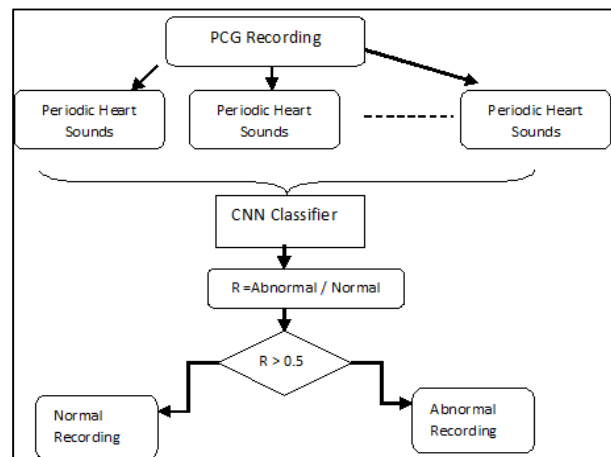 PCG Recording
Periodic Heart
Sounds
Periodic Heart
Sounds
Periodic Heart
Sounds
CNN Classifier
R =Abnormal / Normal
R > 0.5
Normal
Recording
Abnormal
Recording